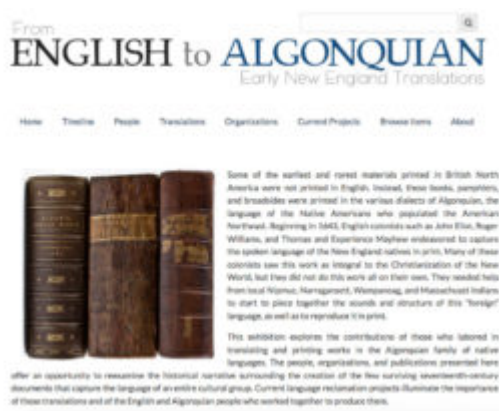 From
ENGLISH to ALGONQUIAN
Early New England Translations
Home Timeline People Translations Organizations Current Projects Browse Items About
Some of the earliest and rarest materials printed in British North
America were not printed in English. Instead, these books, pamphlets,
and broadsides were printed in the various dialects of Algonquian, the
language of the Native Americans who populated the American
Northeast. Beginning in 1643, English colonists such as John Eliot, Roger
Williams, and Thomas and Experience Mayhew endeavored to capture
the spoken language of the New England natives in print. Many of these
colonists saw this work as integral to the Christianization of the New
World, but they did not do this work all on their own. They needed help
from local Nipmuc, Narragansett, Wampanoag, and Massachusett Indians
to start to piece together the sounds and structure of this "foreign"
language, as well as to reproduce it in print.
This exhibition explores the contributions of those who labored in
translating and printing works in the Algonquian family of native
languages. The people, organizations, and publications presented here
offer an opportunity to reexamine the historical narrative surrounding the creation of the few surviving seventeenth-century
documents that capture the language of an entire cultural group. Current language reclamation projects illuminate the importance
of these translations and of the English and Algonquian people who worked together to produce them.